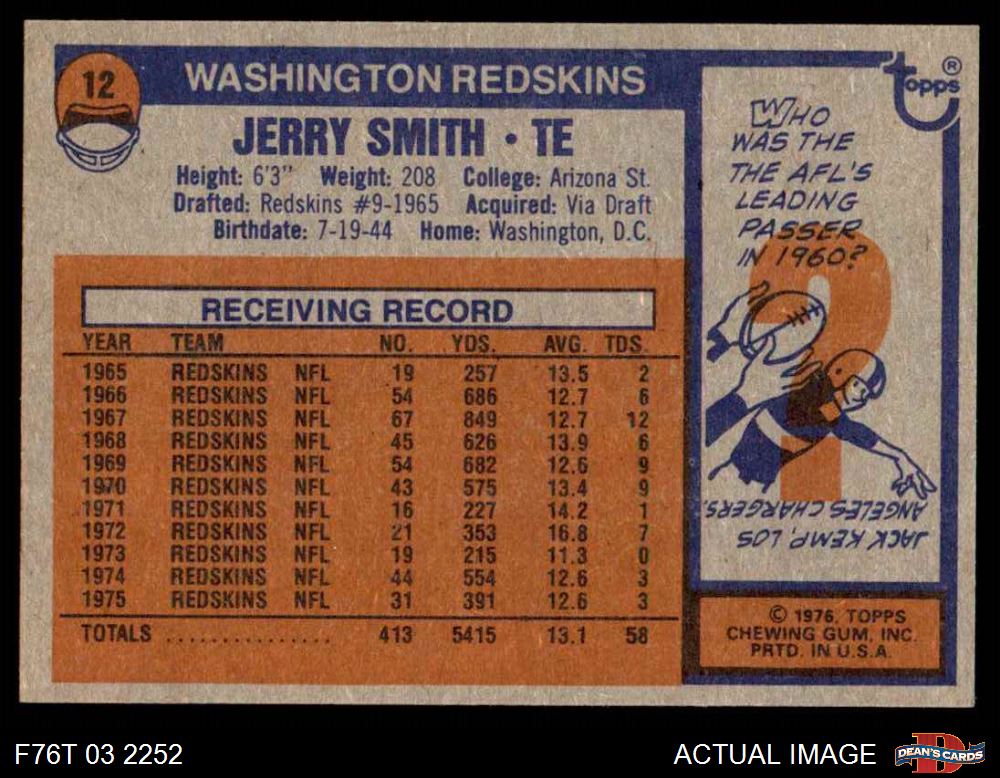 12
WASHINGTON REDSKINS
JERRY SMITH · TE
Height: 6'3" Weight: 208 College: Arizona St.
Drafted: Redskins #9-1965 Acquired: Via Draft
Birthdate: 7-19-44 Home: Washington, D.C.
RECEIVING RECORD
YEAR TEAM NO. YDS. AVG. TDS.
1965 REDSKINS NFL 19 257 13.5 2
1966 REDSKINS NFL 54 686 12.7 6
1967 REDSKINS NFL 67 849 12.7 12
1968 REDSKINS NFL 45 626 13.9 6
1969 REDSKINS NFL 54 682 12.6 9
1970 REDSKINS NFL 43 575 13.4 9
1971 REDSKINS NFL 16 227 14.2 1
1972 REDSKINS NFL 21 353 16.8 7
1973 REDSKINS NFL 19 215 11.3 0
1974 REDSKINS NFL 44 554 12.6 3
1975 REDSKINS NFL 31 391 12.6 3
TOTALS ............... 413 5415 13.1 58
topps ®
WHO
WAS THE
THE AFL'S
LEADING
PASSER
IN 1960?
?
JACK KEMP, LOS
ANGELES CHARGERS.
© 1976, TOPPS
CHEWING GUM, INC.
PRTD. IN U.S.A.
F76T 03 2252
ACTUAL IMAGE
D
DEAN'S CARDS